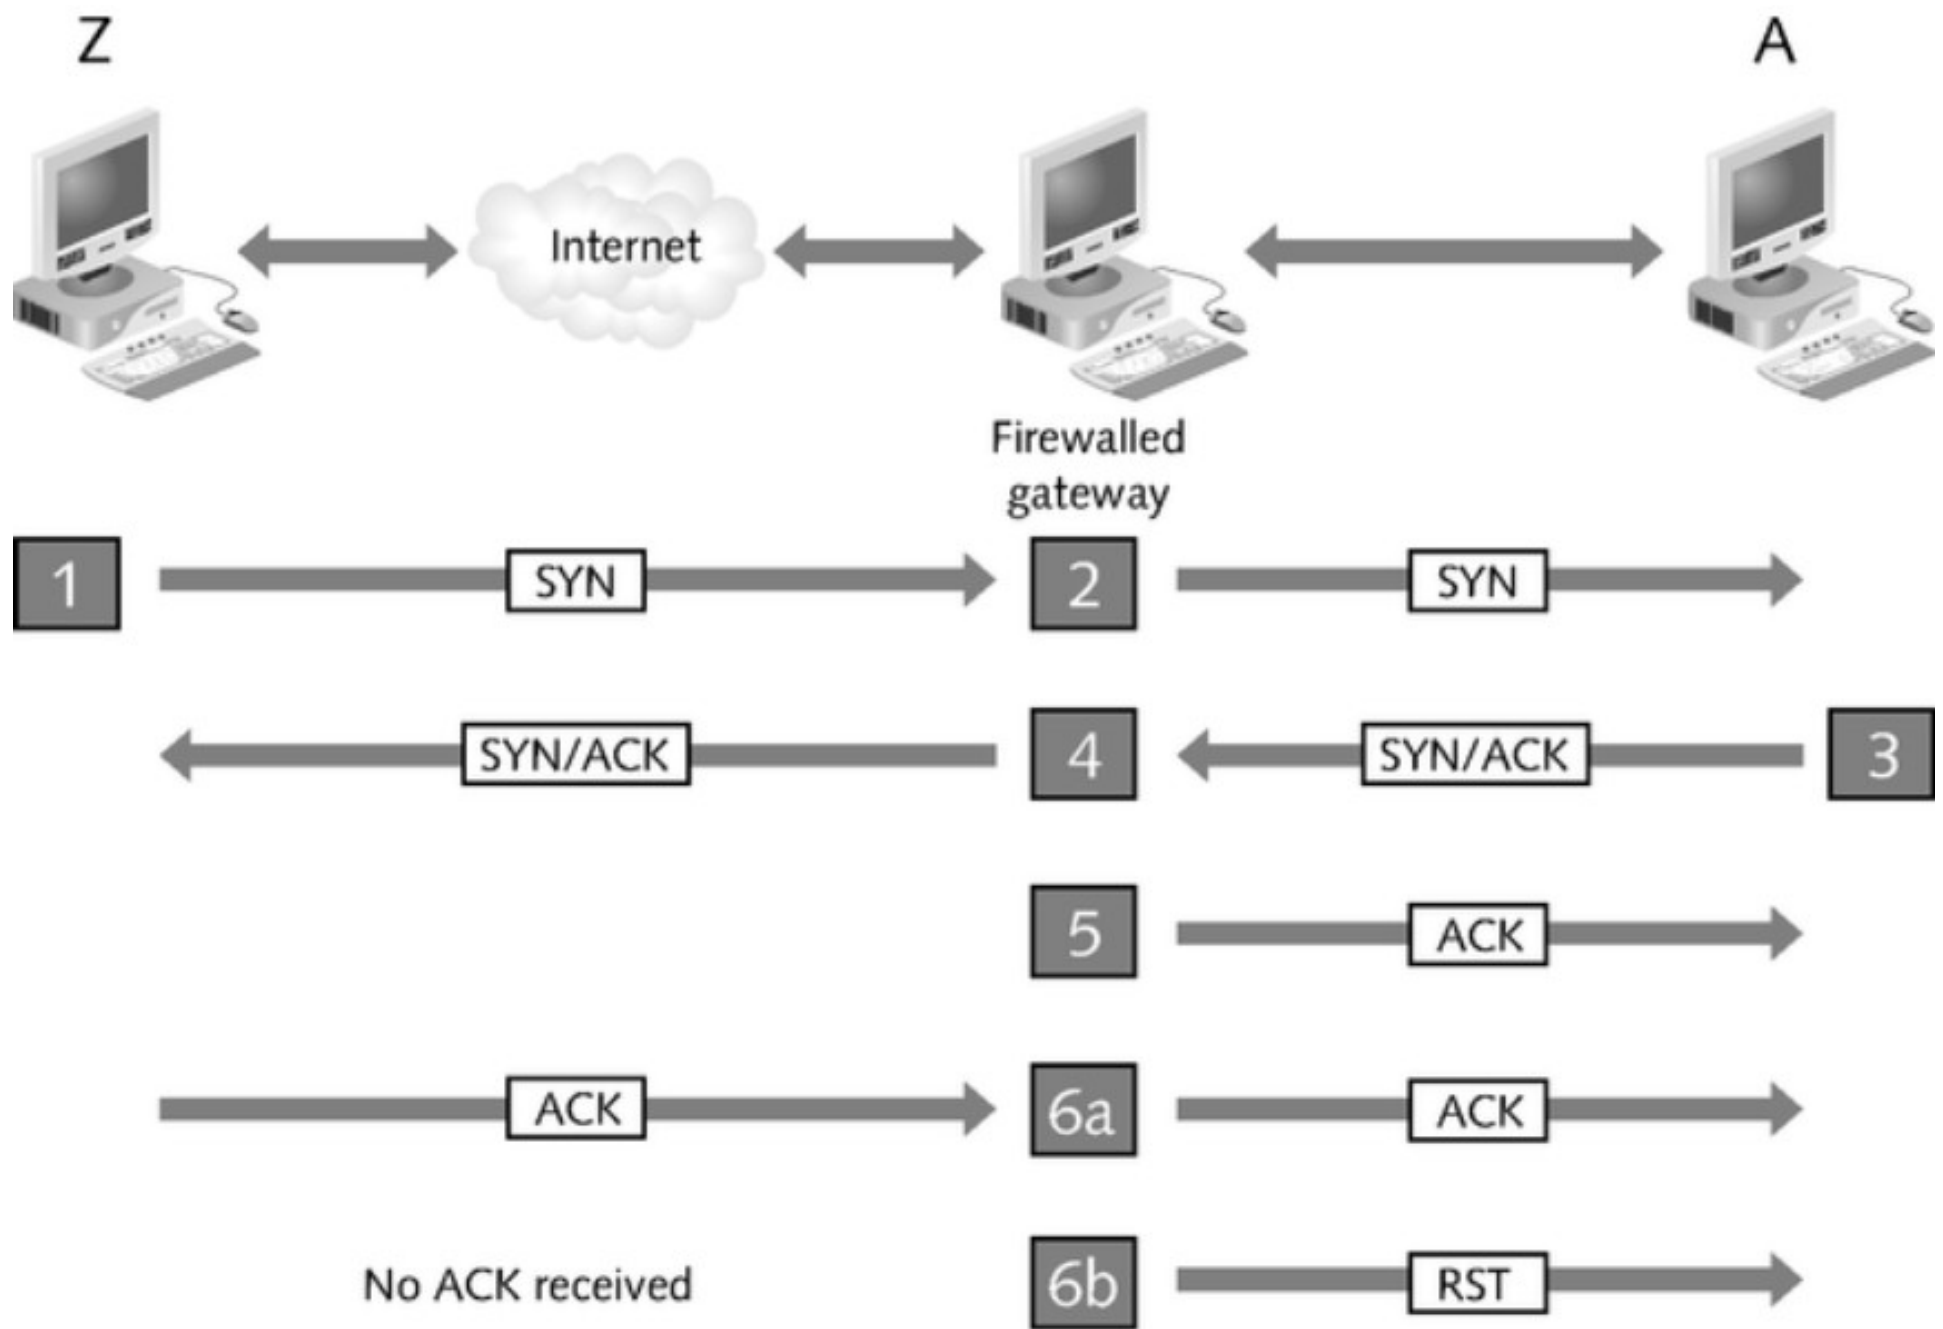 Z
A
Internet
Firewalled
gateway
1
SYN
2
SYN
SYN/ACK
4
SYN/ACK
3
5
ACK
ACK
6a
ACK
No ACK received
6b
RST